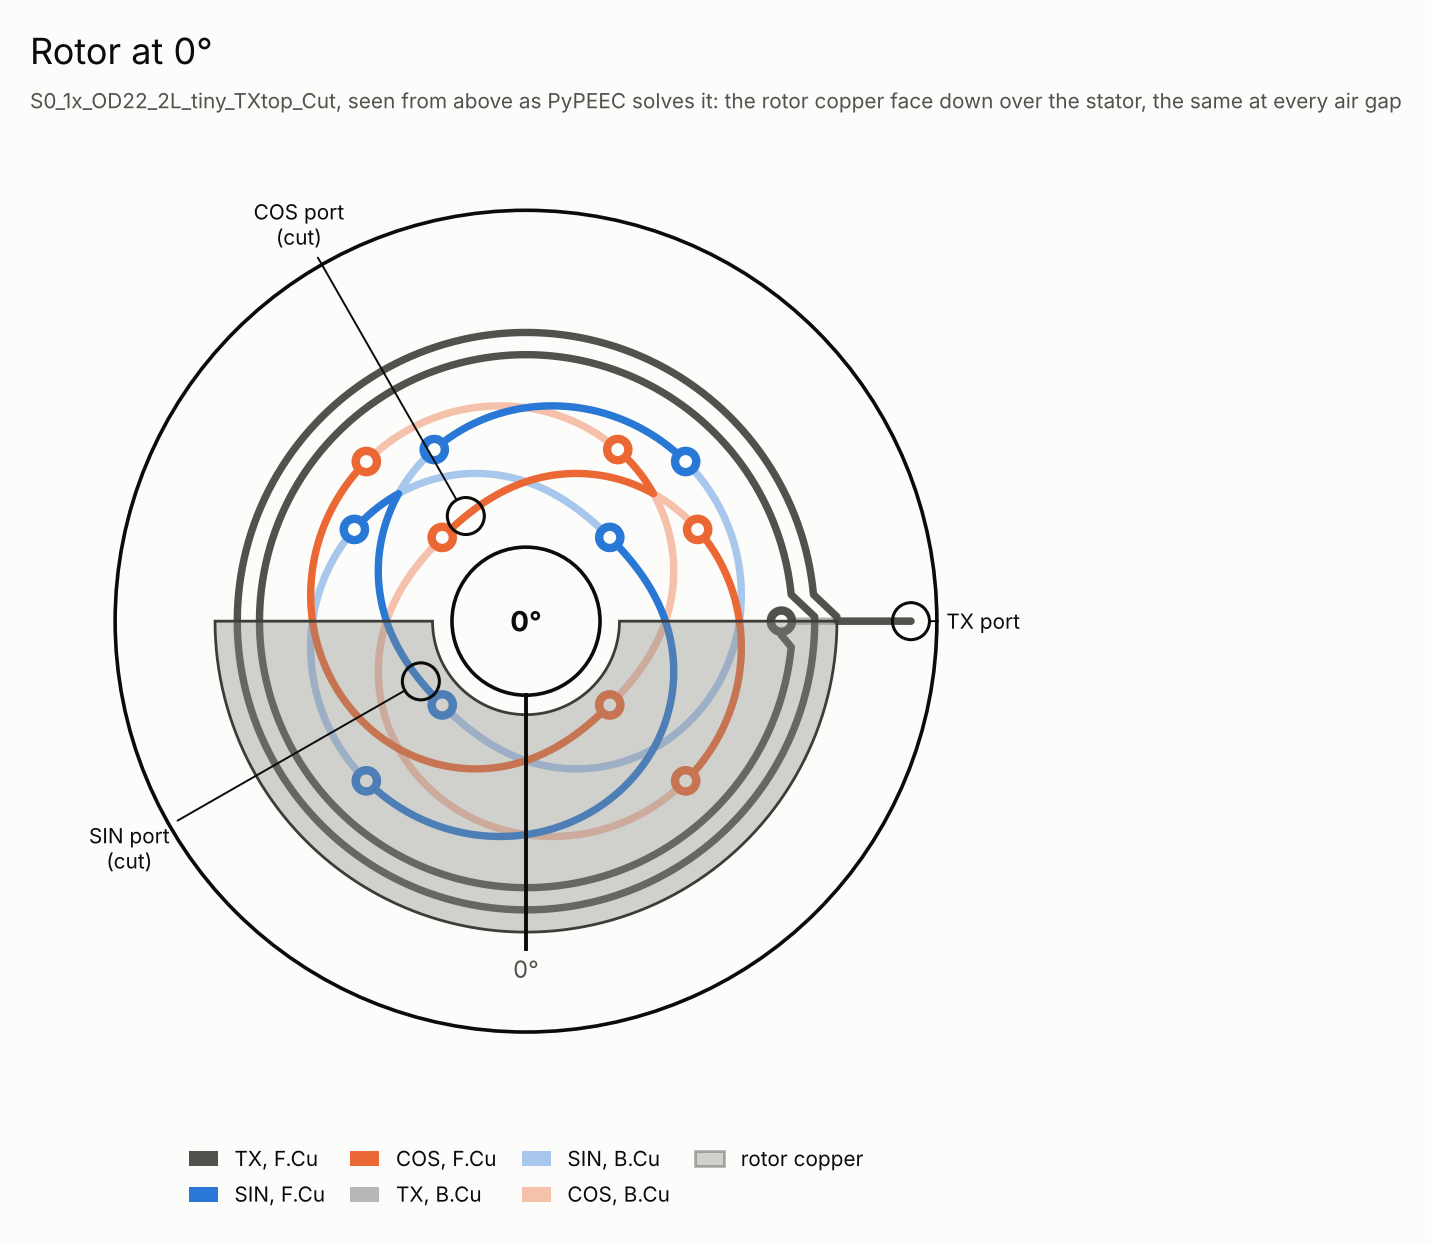 Rotor at 0°
S0_1x_OD22_2L_tiny_TXtop_Cut, seen from above as PyPEEC solves it: the rotor copper face down over the stator, the same at every air gap
COS port
(cut)
0°
TX port
SIN port
(cut)
0°
TX, F.Cu
COS, F.Cu
SIN, B.Cu
rotor copper
SIN, F.Cu
TX, B.Cu
COS, B.Cu